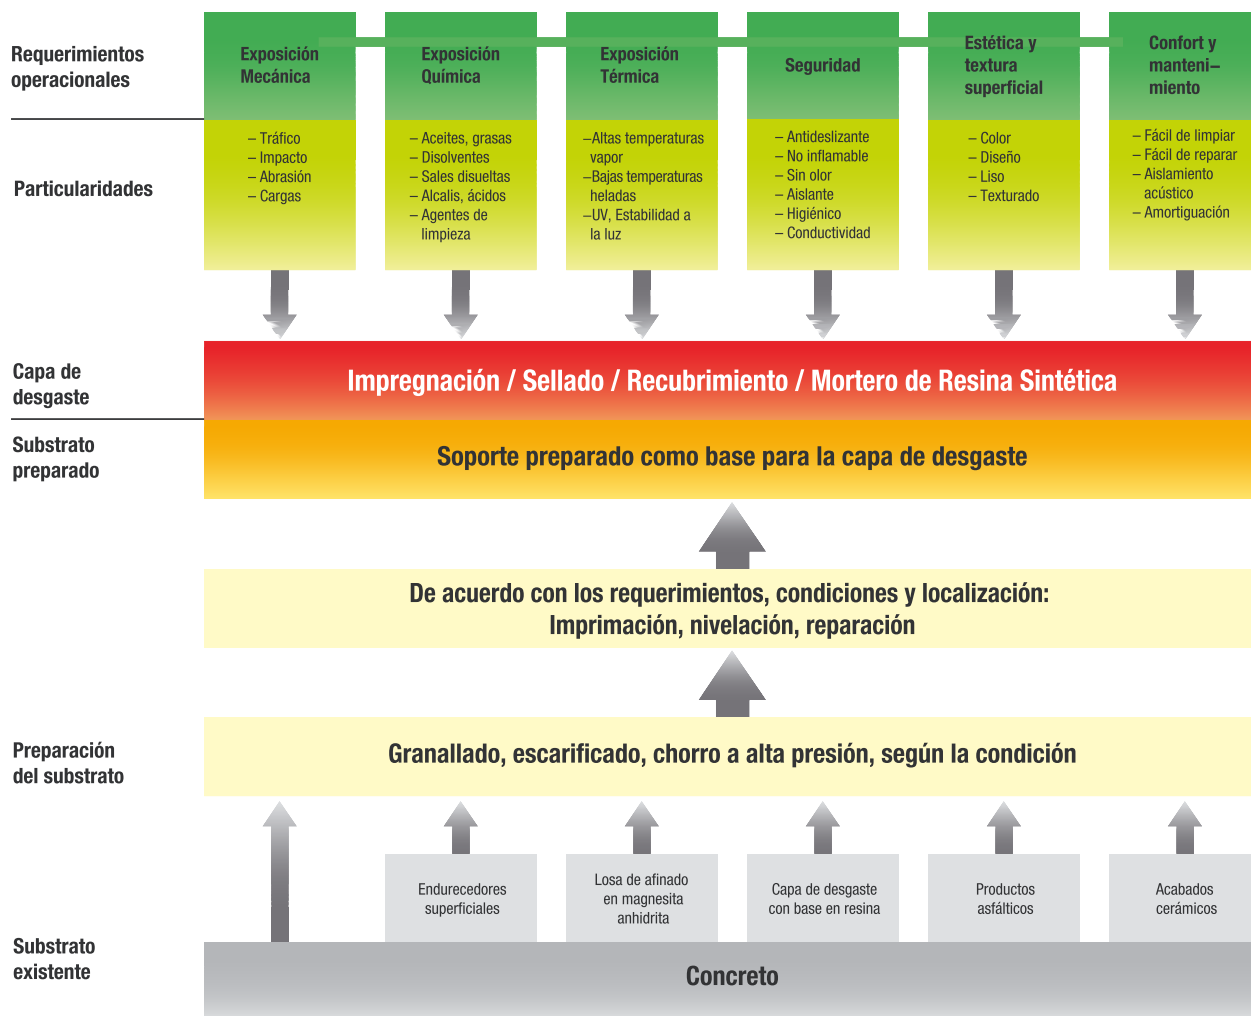 Requerimientos
operacionales
Exposición
Mecánica
Exposición
Química
Exposición
Térmica
Seguridad
Estética y
textura
superficial
Confort y
manteni–
miento
Particularidades
– Tráfico
– Impacto
– Abrasión
– Cargas
– Aceites, grasas
– Disolventes
– Sales disueltas
– Alcalis, ácidos
– Agentes de
limpieza
–Altas temperaturas
vapor
–Bajas temperaturas
heladas
–UV, Estabilidad a
la luz
– Antideslizante
– No inflamable
– Sin olor
– Aislante
– Higiénico
– Conductividad
– Color
– Diseño
– Liso
– Texturado
– Fácil de limpiar
– Fácil de reparar
– Aislamiento
acústico
– Amortiguación
Capa de
desgaste
Impregnación / Sellado / Recubrimiento / Mortero de Resina Sintética
Substrato
preparado
Soporte preparado como base para la capa de desgaste
De acuerdo con los requerimientos, condiciones y localización:
Imprimación, nivelación, reparación
Preparación
del substrato
Granallado, escarificado, chorro a alta presión, según la condición
Endurecedores
superficiales
Losa de afinado
en magnesita
anhidrita
Capa de desgaste
con base en resina
Productos
asfálticos
Acabados
cerámicos
Substrato
existente
Concreto